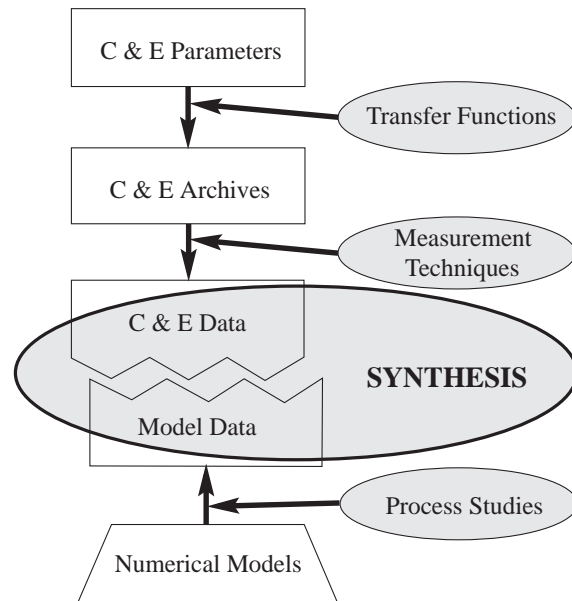 C & E Parameters
Transfer Functions
C & E Archives
Measurement
Techniques
C & E Data
SYNTHESIS
Model Data
Process Studies
Numerical Models